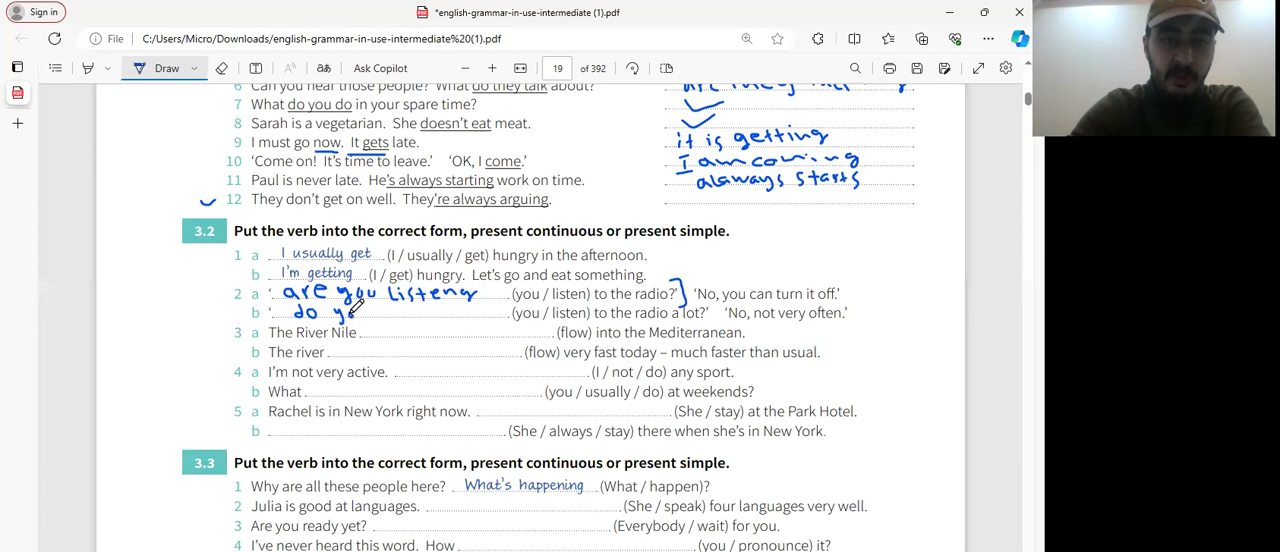 Sign in
*english-grammar-in-use-intermediate (1).pdf
File C:/Users/Micro/Downloads/english-grammar-in-use-intermediate%20(1).pdf
Draw Ask Copilot 19 of 392
6 Can you hear those people? What do they talk about?
7 What do you do in your spare time?
8 Sarah is a vegetarian. She doesn't eat meat.
9 I must go now. It gets late. it is getting
10 'Come on! It's time to leave.' 'OK, I come.' I am coming
11 Paul is never late. He's always starting work on time. always starts
12 They don't get on well. They're always arguing.
3.2 Put the verb into the correct form, present continuous or present simple.
1 a I usually get (I / usually / get) hungry in the afternoon.
b I'm getting (I / get) hungry. Let's go and eat something.
2 a ' are you listeng (you / listen) to the radio?' 'No, you can turn it off.'
b ' do yo (you / listen) to the radio a lot?' 'No, not very often.'
3 a The River Nile (flow) into the Mediterranean.
b The river (flow) very fast today – much faster than usual.
4 a I'm not very active. (I / not / do) any sport.
b What (you / usually / do) at weekends?
5 a Rachel is in New York right now. (She / stay) at the Park Hotel.
b (She / always / stay) there when she's in New York.
3.3 Put the verb into the correct form, present continuous or present simple.
1 Why are all these people here? What's happening (What / happen)?
2 Julia is good at languages. (She / speak) four languages very well.
3 Are you ready yet? (Everybody / wait) for you.
4 I've never heard this word. How (you / pronounce) it?